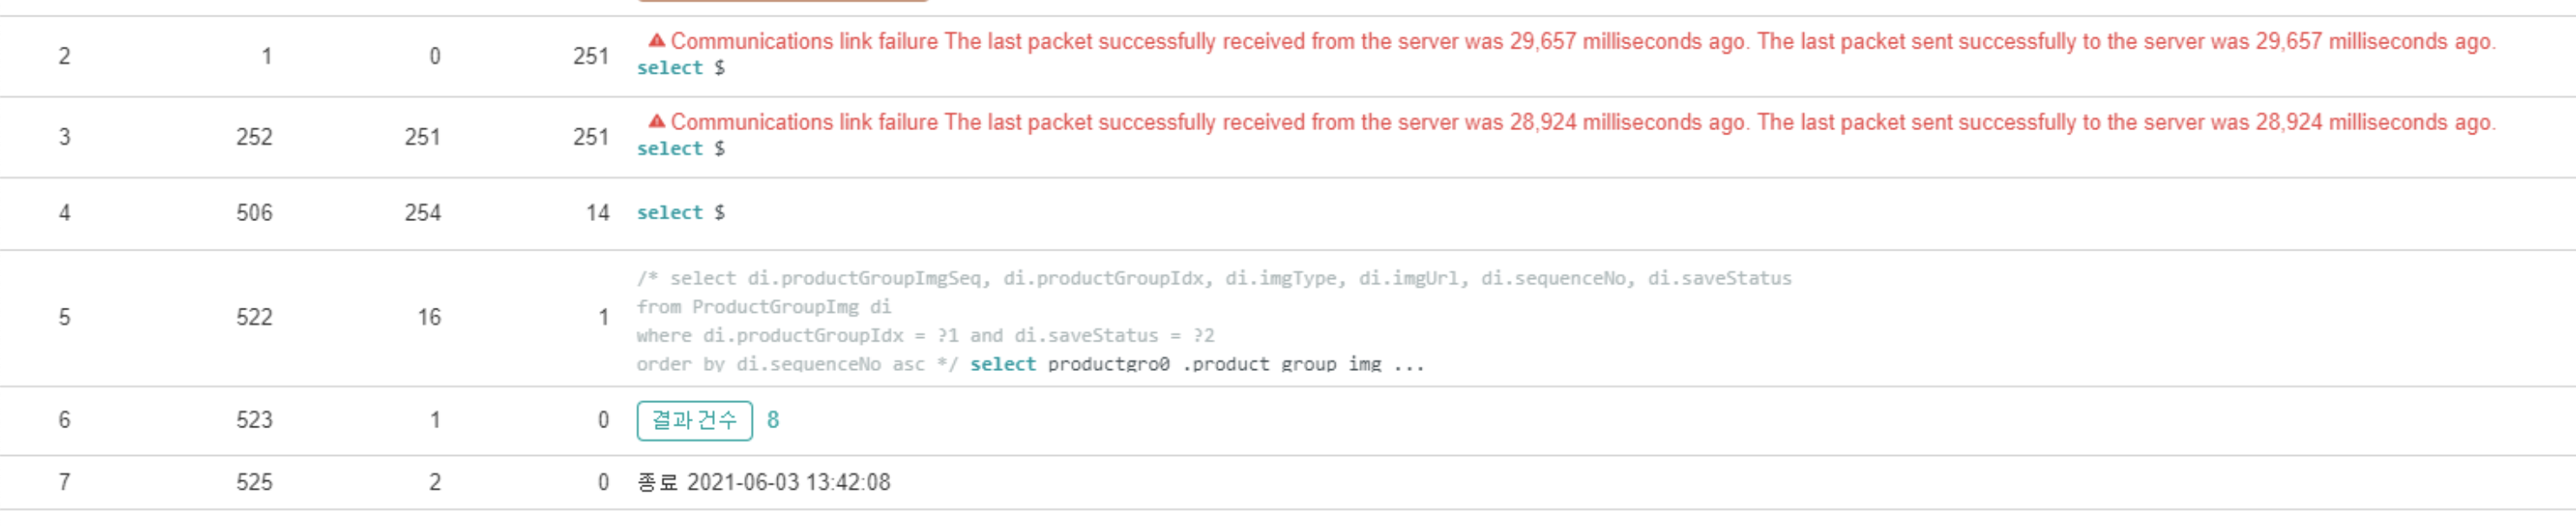 2 1 0 251 Communications link failure The last packet successfully received from the server was 29,657 milliseconds ago. The last packet sent successfully to the server was 29,657 milliseconds ago.
select $
3 252 251 251 Communications link failure The last packet successfully received from the server was 28,924 milliseconds ago. The last packet sent successfully to the server was 28,924 milliseconds ago.
select $
4 506 254 14 select $
/* select di.productGroupImgSeq, di.productGroupIdx, di.imgType, di.imgUrl, di.sequenceNo, di.saveStatus
from ProductGroupImg di
5 522 16 1
where di.productGroupIdx = ?1 and di.saveStatus = ?2
order by di.sequenceNo asc */ select productgro0_.product_group_img_...
6 523 1 0 결과 건수 8
7 525 2 0 종료 2021-06-03 13:42:08